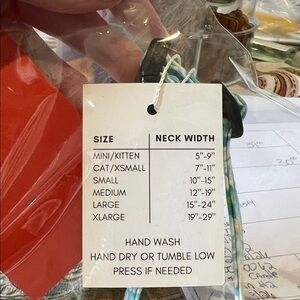 SIZE NECK WIDTH
MINI/KITTEN 5"-9"
CAT/XSMALL 7"-11"
SMALL 10"-15"
MEDIUM 12"-19"
LARGE 15"-24"
XLARGE 19"-29"
HAND WASH
HAND DRY OR TUMBLE LOW
PRESS IF NEEDED